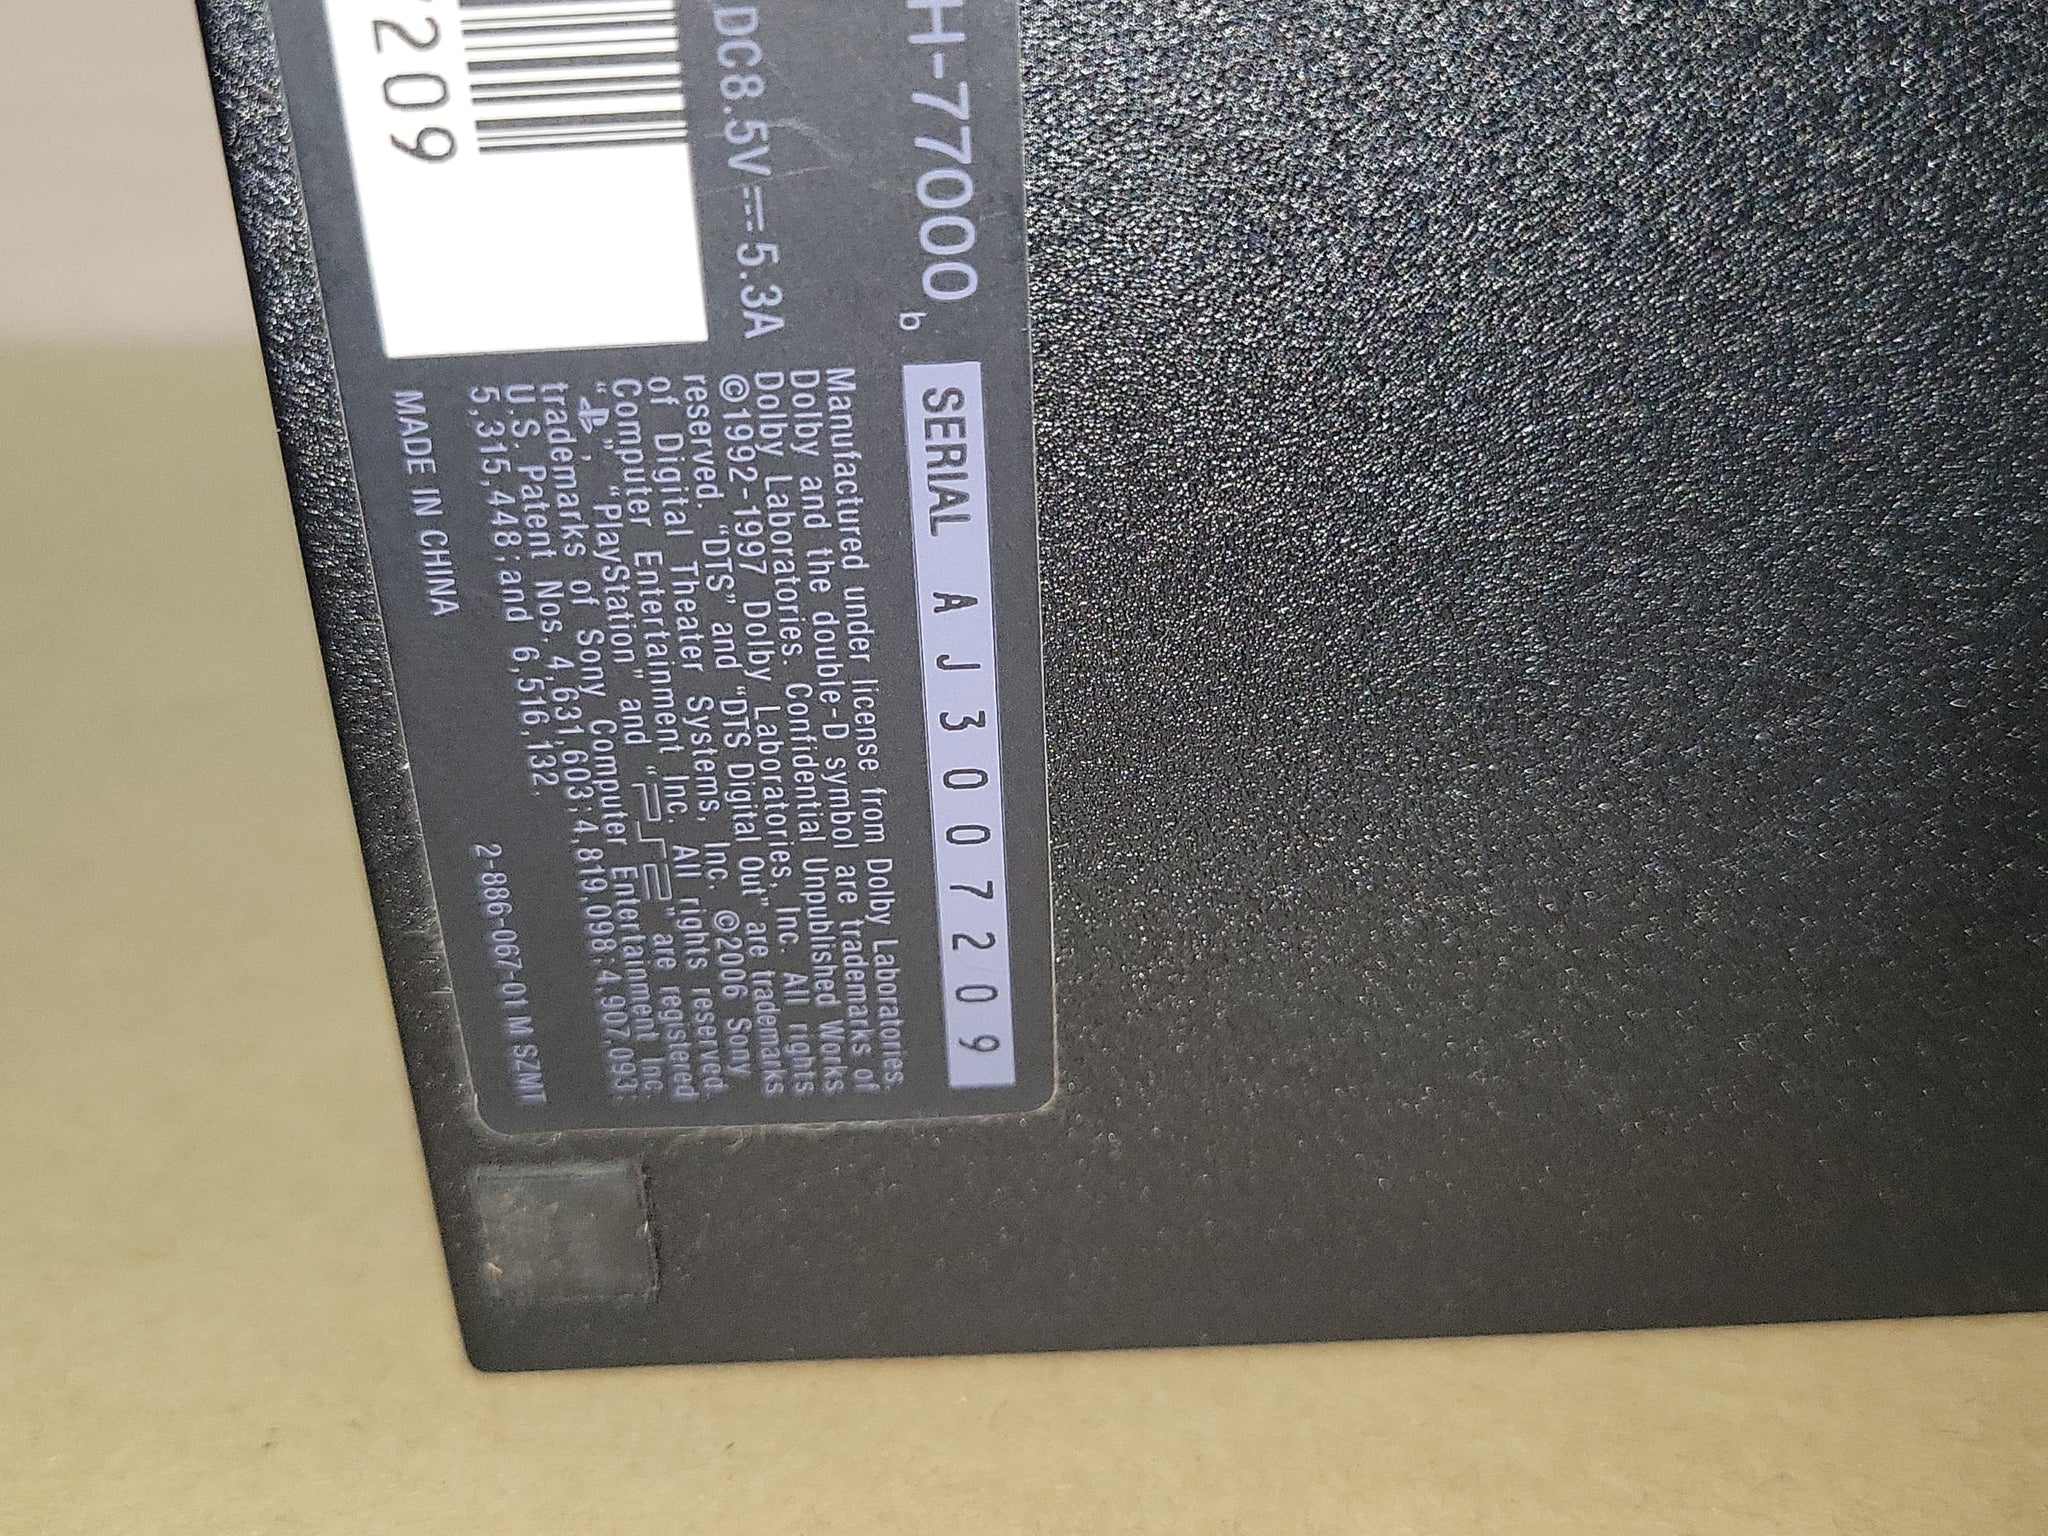 H-77000 b
SERIAL A J 3 0 0 7 2 0 9
Manufactured under license from Dolby Laboratories.
Dolby and the double-D symbol are trademarks of
Dolby Laboratories. Confidential Unpublished Works.
©1992-1997 Dolby Laboratories, Inc. All rights
reserved. “DTS” and “DTS Digital Out” are trademarks
of Digital Theater Systems, Inc. ©2006 Sony
Computer Entertainment Inc. All rights reserved.
“ ”, “PlayStation” and “ ” are registered
trademarks of Sony Computer Entertainment Inc.
U.S. Patent Nos. 4,631,603;4,819,098;4,907,093;
5,315,448;and 6,516,132.
DC8.5V 5.3A
209
MADE IN CHINA
2-886-067-01 M SZMT